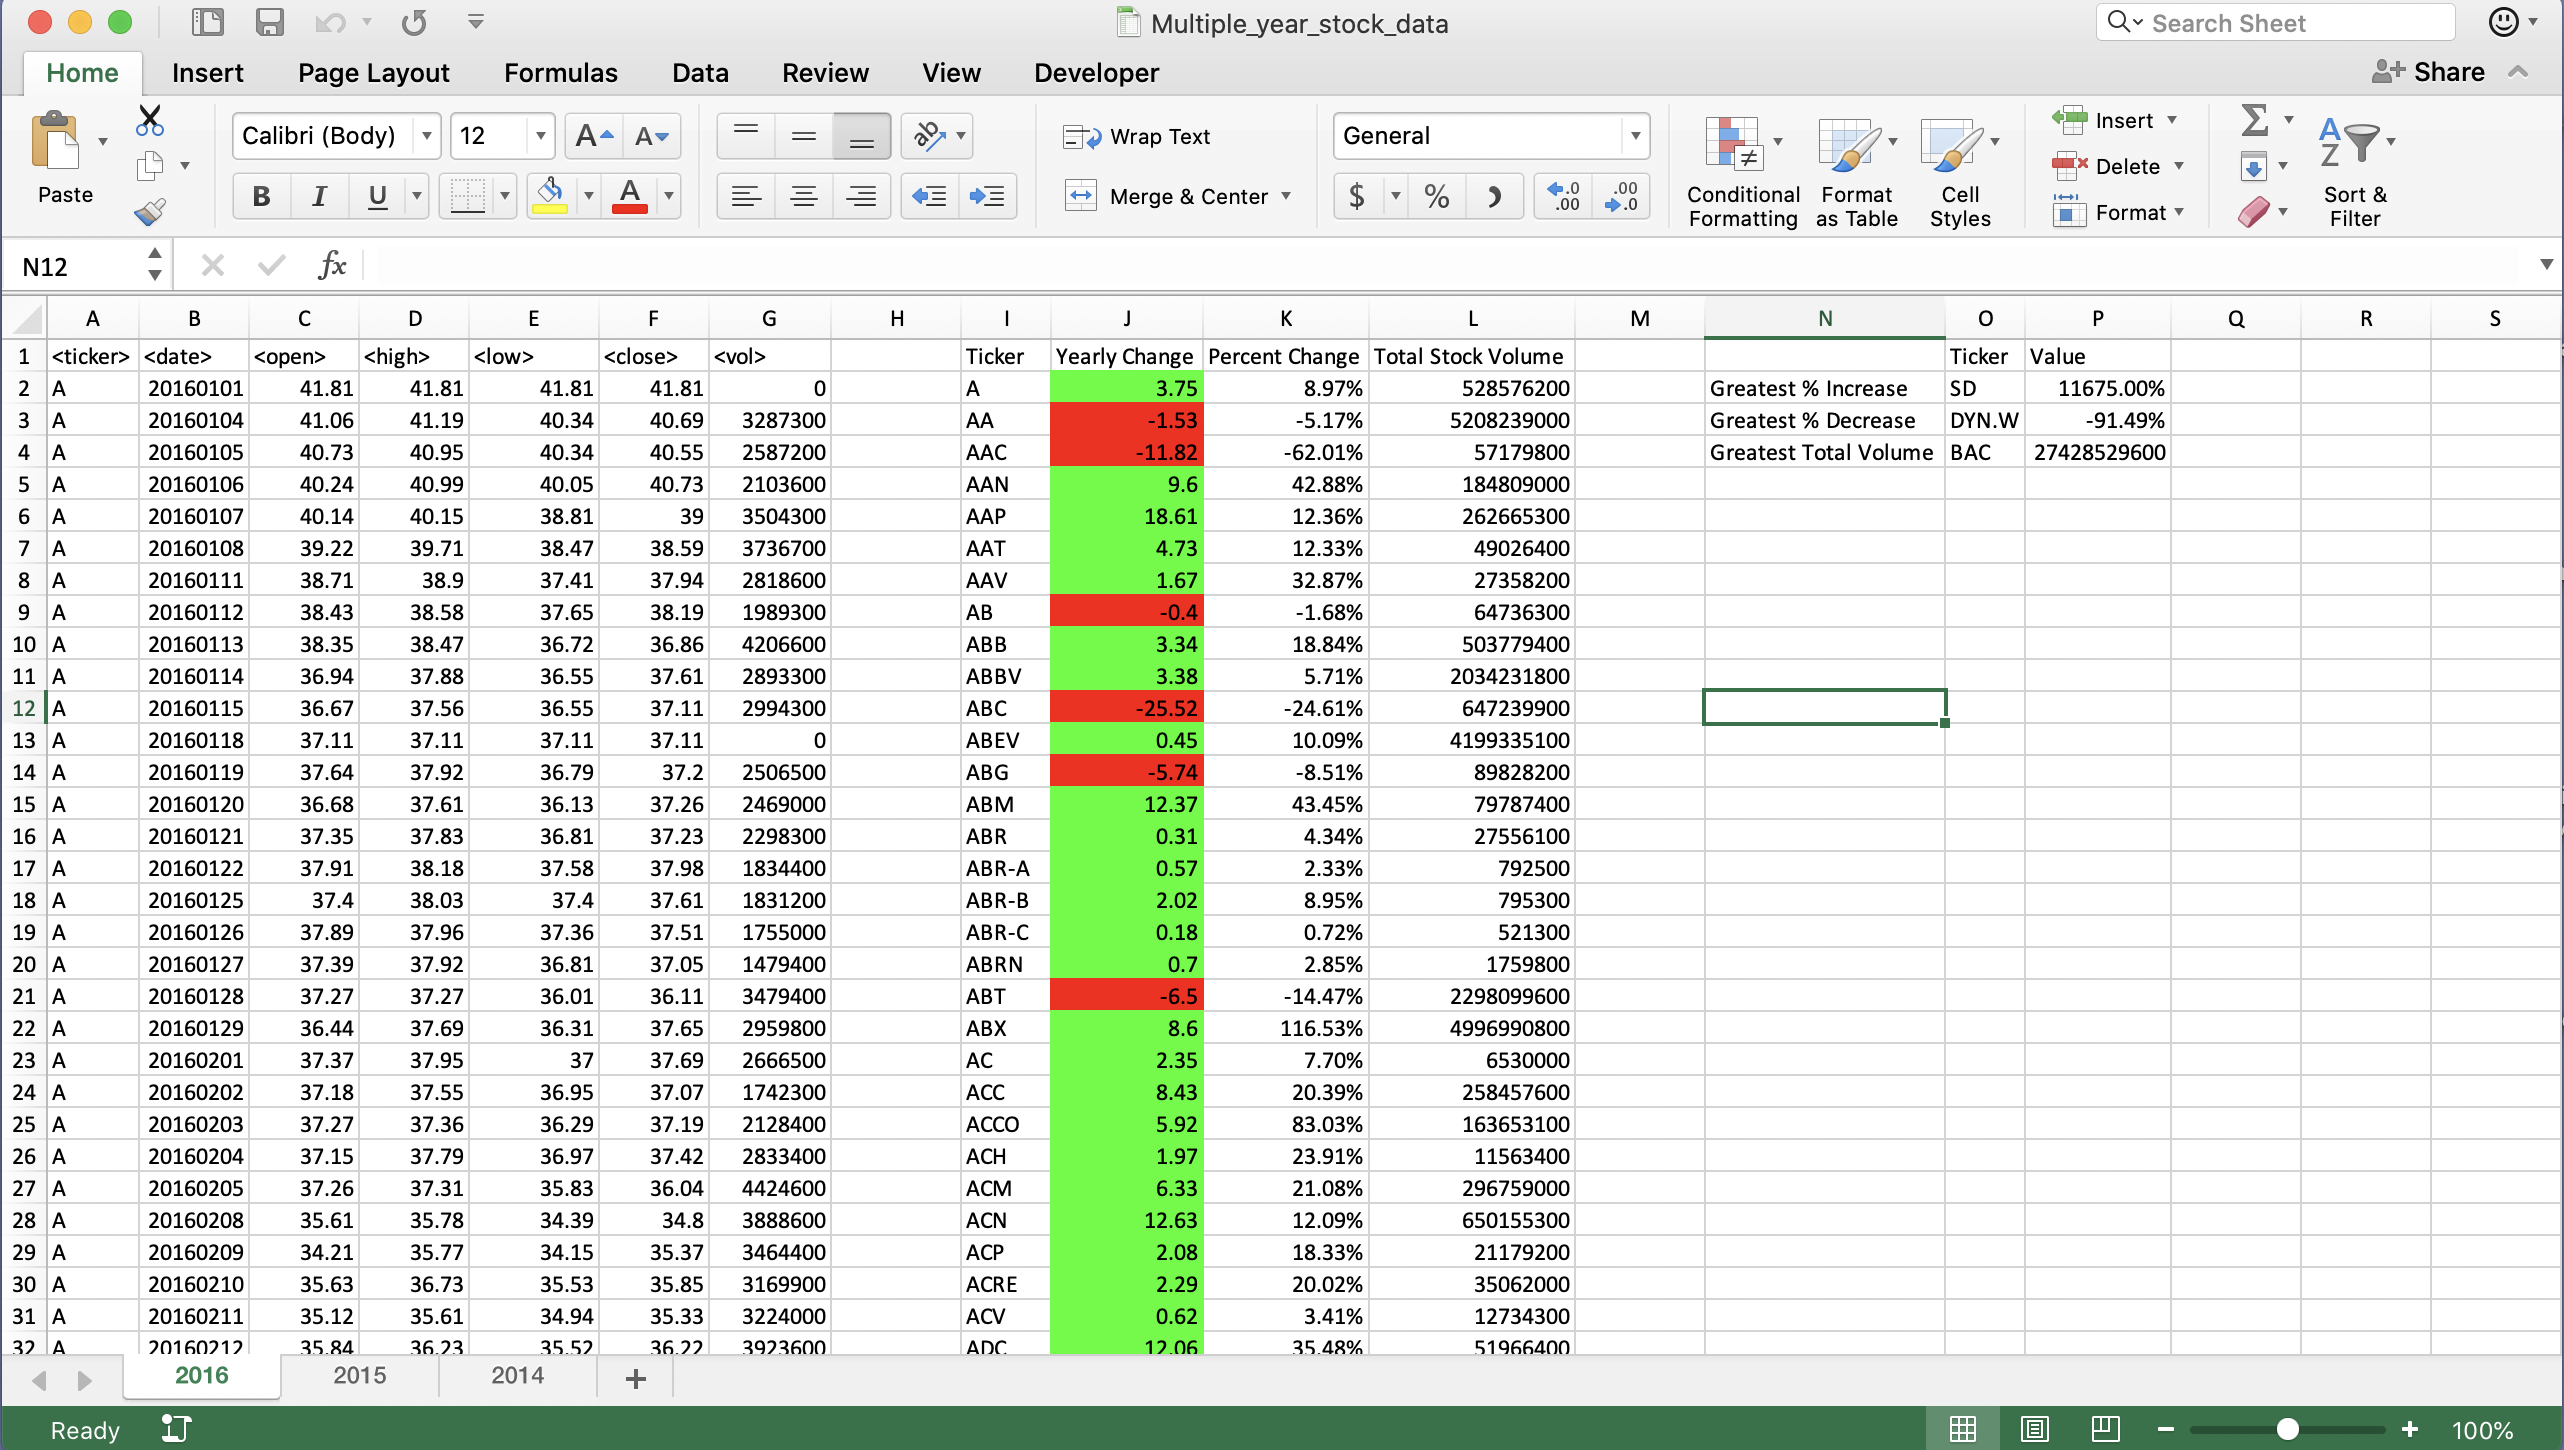 Multiple_year_stock_data
Search Sheet
Home Insert Page Layout Formulas Data Review View Developer Share
Paste
Calibri (Body) 12 A A
B I U A
ab Wrap Text
Merge & Center
General
$ % .0 .00 .00 .0
Conditional Formatting
Format as Table
Cell Styles
Insert
Delete
Format
Sort & Filter
N12 fx
A B C D E F G H I J K L M N O P Q R S
1 <ticker> <date> <open> <high> <low> <close> <vol> Ticker Yearly Change Percent Change Total Stock Volume Ticker Value
2 A 20160101 41.81 41.81 41.81 41.81 0 A 3.75 8.97% 528576200 Greatest % Increase SD 11675.00%
3 A 20160104 41.06 41.19 40.34 40.69 3287300 AA -1.53 -5.17% 5208239000 Greatest % Decrease DYN.W -91.49%
4 A 20160105 40.73 40.95 40.34 40.55 2587200 AAC -11.82 -62.01% 57179800 Greatest Total Volume BAC 27428529600
5 A 20160106 40.24 40.99 40.05 40.73 2103600 AAN 9.6 42.88% 184809000
6 A 20160107 40.14 40.15 38.81 39 3504300 AAP 18.61 12.36% 262665300
7 A 20160108 39.22 39.71 38.47 38.59 3736700 AAT 4.73 12.33% 49026400
8 A 20160111 38.71 38.9 37.41 37.94 2818600 AAV 1.67 32.87% 27358200
9 A 20160112 38.43 38.58 37.65 38.19 1989300 AB -0.4 -1.68% 64736300
10 A 20160113 38.35 38.47 36.72 36.86 4206600 ABB 3.34 18.84% 503779400
11 A 20160114 36.94 37.88 36.55 37.61 2893300 ABBV 3.38 5.71% 2034231800
12 A 20160115 36.67 37.56 36.55 37.11 2994300 ABC -25.52 -24.61% 647239900
13 A 20160118 37.11 37.11 37.11 37.11 0 ABEV 0.45 10.09% 4199335100
14 A 20160119 37.64 37.92 36.79 37.2 2506500 ABG -5.74 -8.51% 89828200
15 A 20160120 36.68 37.61 36.13 37.26 2469000 ABM 12.37 43.45% 79787400
16 A 20160121 37.35 37.83 36.81 37.23 2298300 ABR 0.31 4.34% 27556100
17 A 20160122 37.91 38.18 37.58 37.98 1834400 ABR-A 0.57 2.33% 792500
18 A 20160125 37.4 38.03 37.4 37.61 1831200 ABR-B 2.02 8.95% 795300
19 A 20160126 37.89 37.96 37.36 37.51 1755000 ABR-C 0.18 0.72% 521300
20 A 20160127 37.39 37.92 36.81 37.05 1479400 ABRN 0.7 2.85% 1759800
21 A 20160128 37.27 37.27 36.01 36.11 3479400 ABT -6.5 -14.47% 2298099600
22 A 20160129 36.44 37.69 36.31 37.65 2959800 ABX 8.6 116.53% 4996990800
23 A 20160201 37.37 37.95 37 37.69 2666500 AC 2.35 7.70% 6530000
24 A 20160202 37.18 37.55 36.95 37.07 1742300 ACC 8.43 20.39% 258457600
25 A 20160203 37.27 37.36 36.29 37.19 2128400 ACCO 5.92 83.03% 163653100
26 A 20160204 37.15 37.79 36.97 37.42 2833400 ACH 1.97 23.91% 11563400
27 A 20160205 37.26 37.31 35.83 36.04 4424600 ACM 6.33 21.08% 296759000
28 A 20160208 35.61 35.78 34.39 34.8 3888600 ACN 12.63 12.09% 650155300
29 A 20160209 34.21 35.77 34.15 35.37 3464400 ACP 2.08 18.33% 21179200
30 A 20160210 35.63 36.73 35.53 35.85 3169900 ACRE 2.29 20.02% 35062000
31 A 20160211 35.12 35.61 34.94 35.33 3224000 ACV 0.62 3.41% 12734300
32 A 20160212 35.84 36.23 35.52 36.22 3923600 ADC 12.06 35.48% 51966400
2016 2015 2014 +
Ready 100%